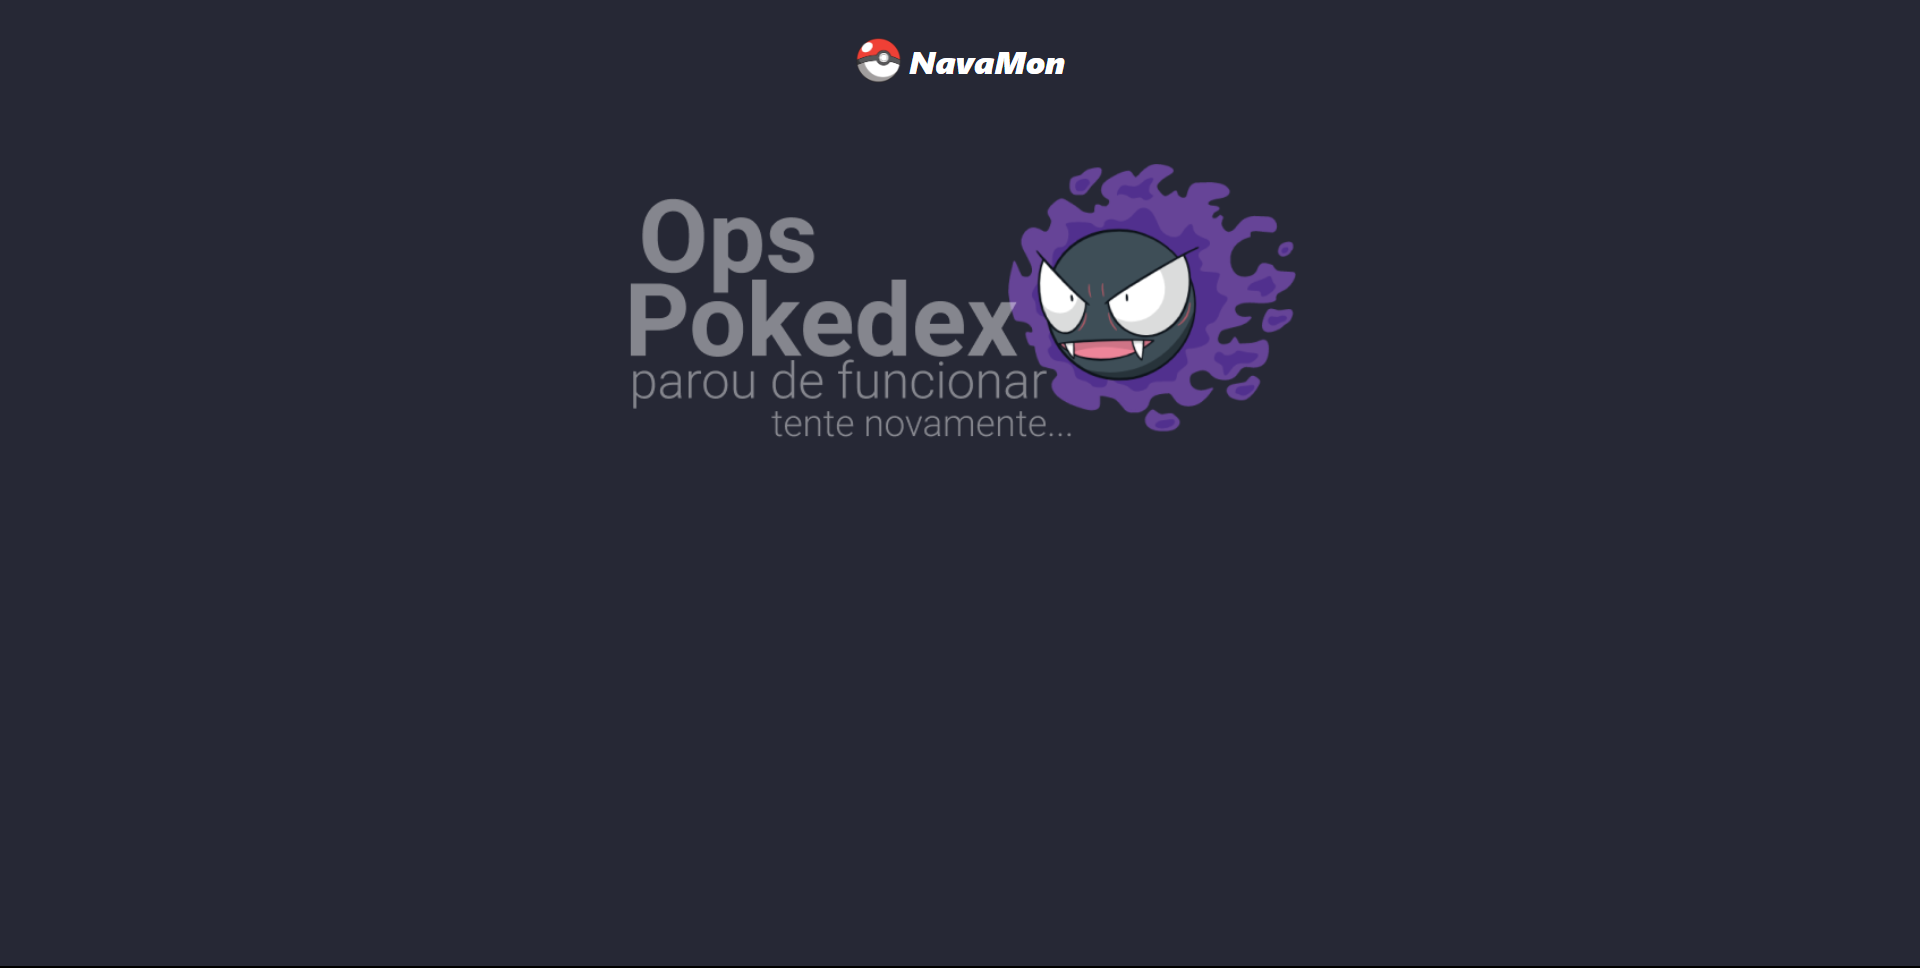 NavaMon
Ops
Pokedex
parou de funcionar
tente novamente...